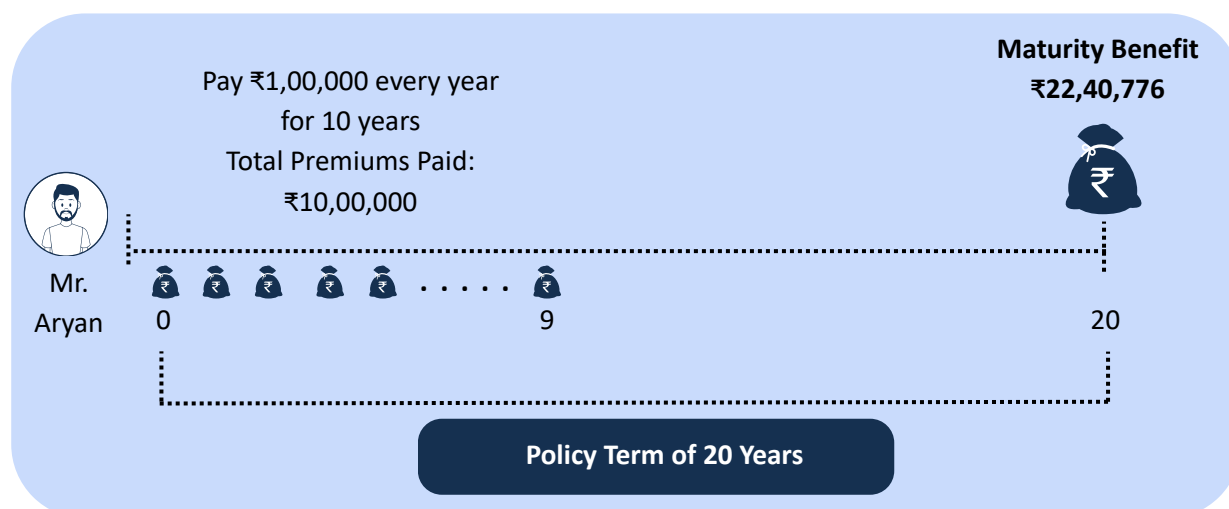 Maturity Benefit
₹22,40,776
Pay ₹1,00,000 every year
for 10 years
Total Premiums Paid:
₹10,00,000
₹
Mr.
Aryan
₹ ₹ ₹ ₹ ₹ . . . . . ₹
0 9 20
Policy Term of 20 Years